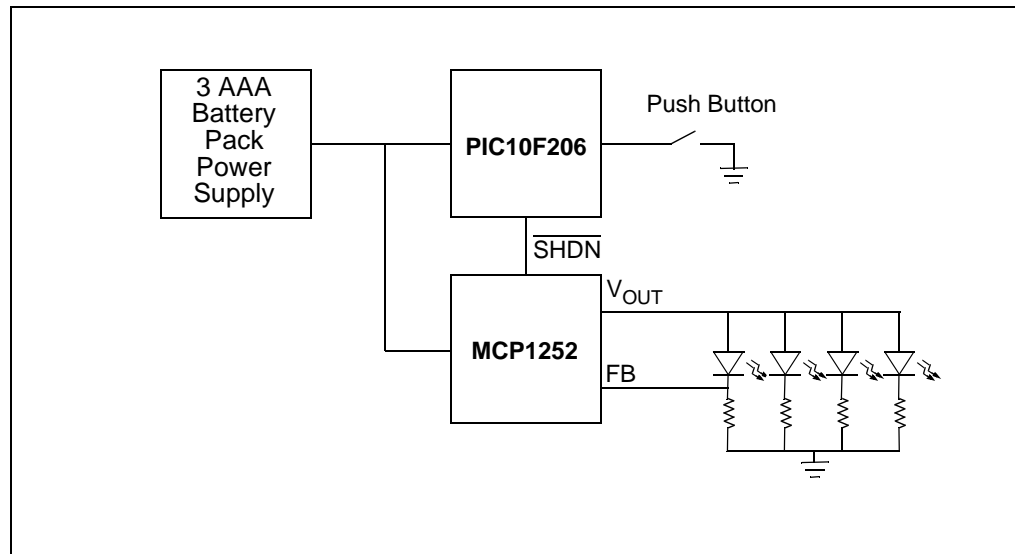 3 AAA
Battery
Pack
Power
Supply
PIC10F206
Push Button
SHDN
MCP1252
VOUT
FB